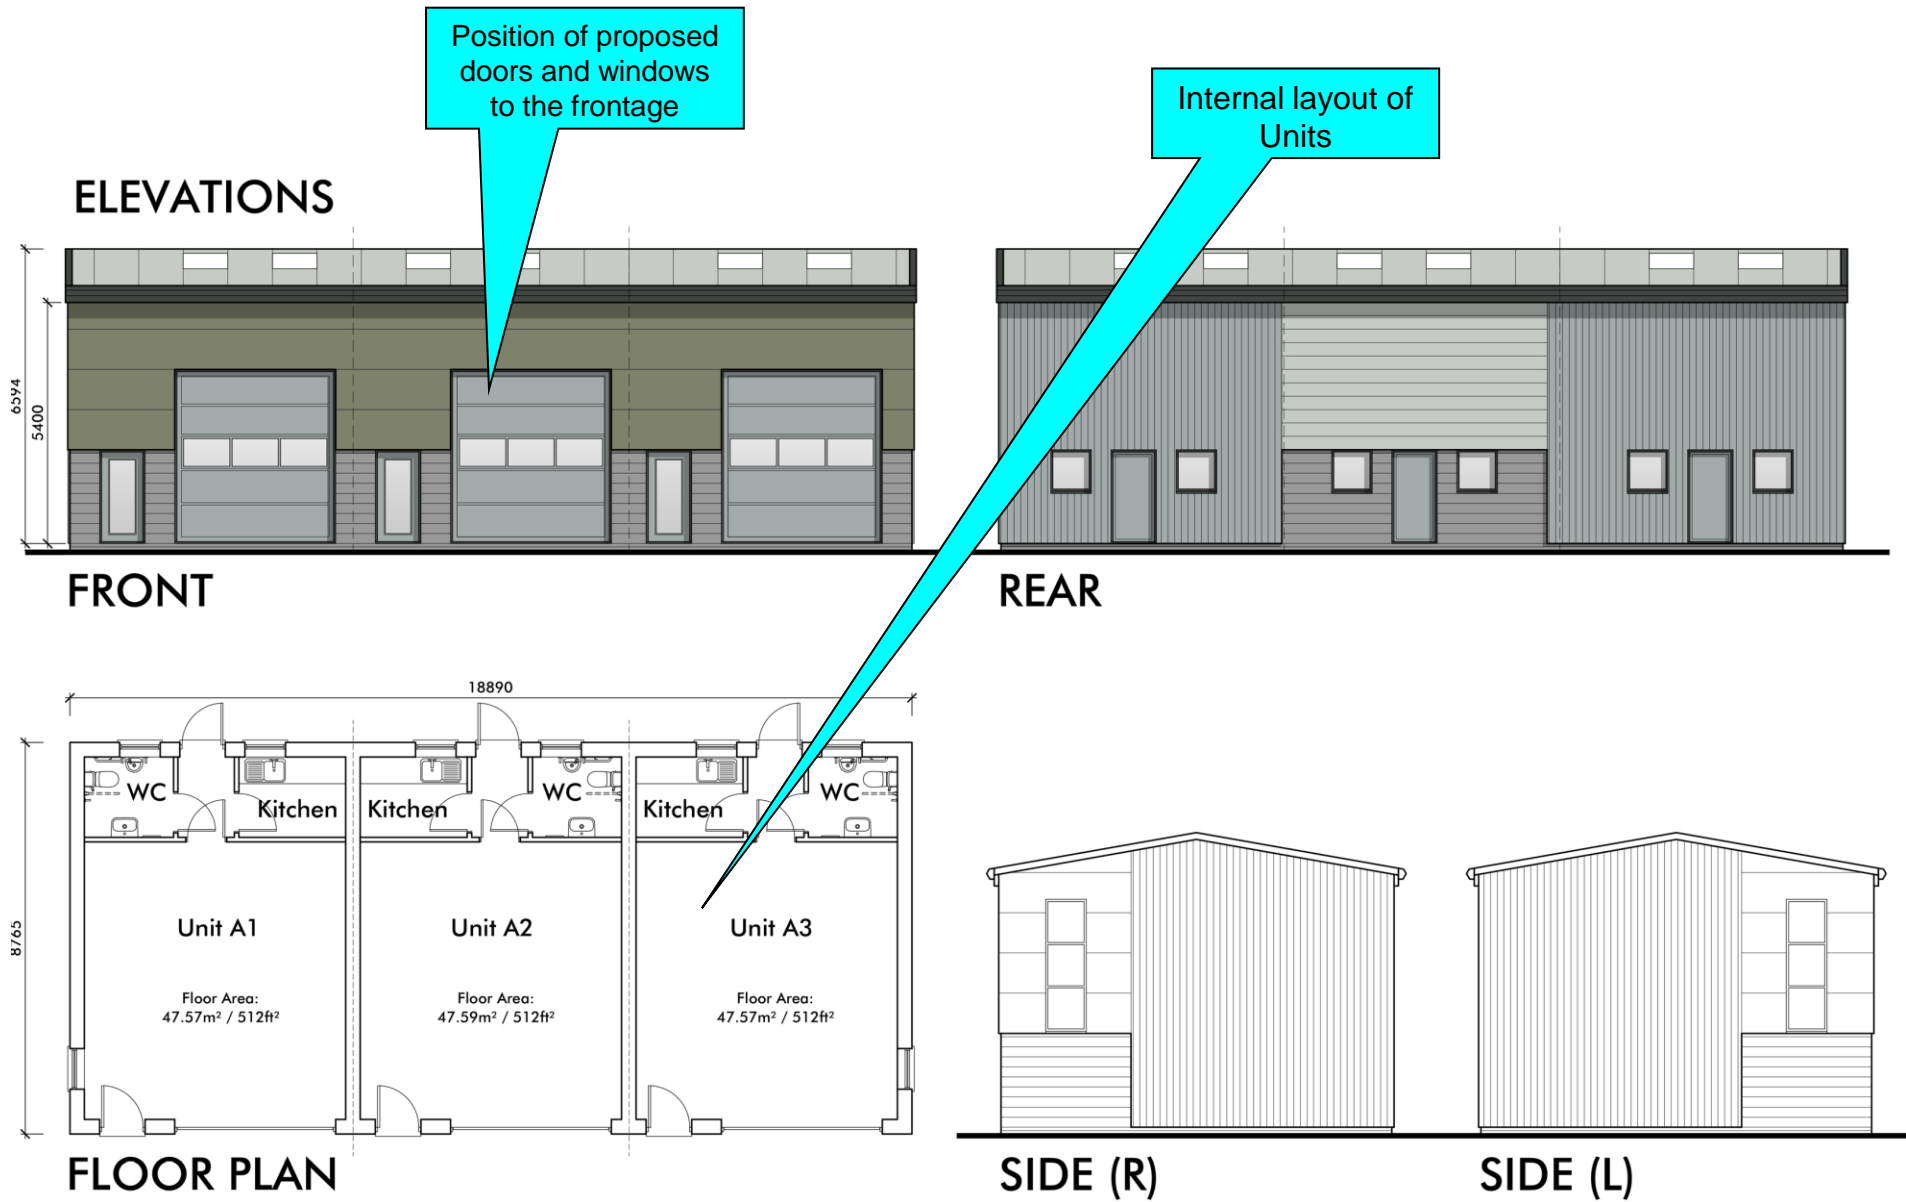 Position of proposed
doors and windows
to the frontage
Internal layout of
Units
ELEVATIONS
6594
5400
FRONT
REAR
18890
8765
WC
Kitchen
Kitchen
WC
Kitchen
WC
Unit A1
Unit A2
Unit A3
Floor Area:
47.57m² / 512ft²
Floor Area:
47.59m² / 512ft²
Floor Area:
47.57m² / 512ft²
FLOOR PLAN
SIDE (R)
SIDE (L)